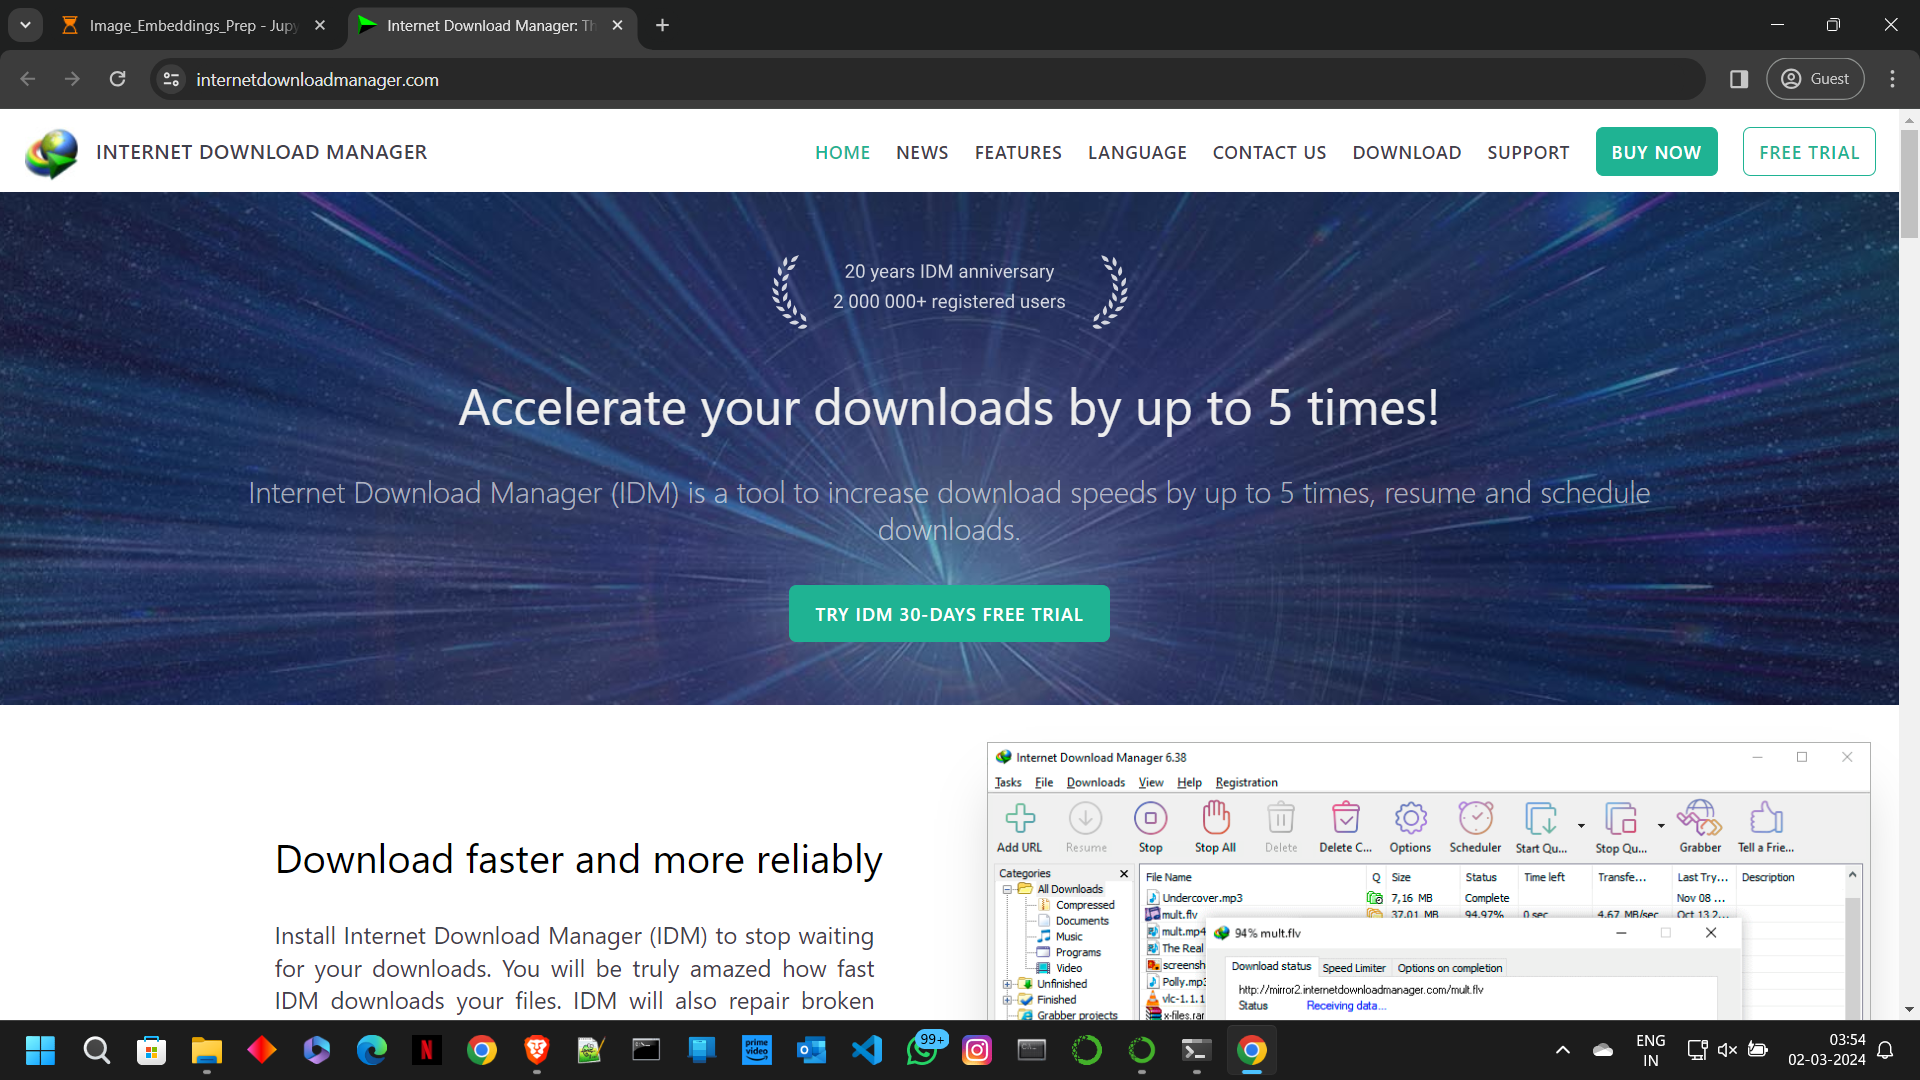 Image_Embeddings_Prep - Jupy
Internet Download Manager: Th
internetdownloadmanager.com
Guest
INTERNET DOWNLOAD MANAGER
HOME NEWS FEATURES LANGUAGE CONTACT US DOWNLOAD SUPPORT BUY NOW FREE TRIAL
20 years IDM anniversary
2 000 000+ registered users
Accelerate your downloads by up to 5 times!
Internet Download Manager (IDM) is a tool to increase download speeds by up to 5 times, resume and schedule
downloads.
TRY IDM 30-DAYS FREE TRIAL
Download faster and more reliably
Install Internet Download Manager (IDM) to stop waiting
for your downloads. You will be truly amazed how fast
IDM downloads your files. IDM will also repair broken
Internet Download Manager 6.38
Tasks File Downloads View Help Registration
Add URL Resume Stop Stop All Delete Delete C... Options Scheduler Start Qu... Stop Qu... Grabber Tell a Frie...
Categories
All Downloads
Compressed
Documents
Music
Programs
Video
Unfinished
Finished
Grabber projects
File Name Q Size Status Time left Transfe... Last Try... Description
Undercover.mp3 7,16 MB Complete Nov 08 ...
mult.flv 37,01 MB 94.97% 0 sec 4.67 MB/sec Oct 13 2...
mult.mp4
The Real
screensh
Polly.mp3
vlc-1.1.1
x-files.rar
94% mult.flv
Download status Speed Limiter Options on completion
http://mirror2.internetdownloadmanager.com/mult.flv
Status Receiving data...
N
prime
video
99+
ENG
IN
03:54
02-03-2024